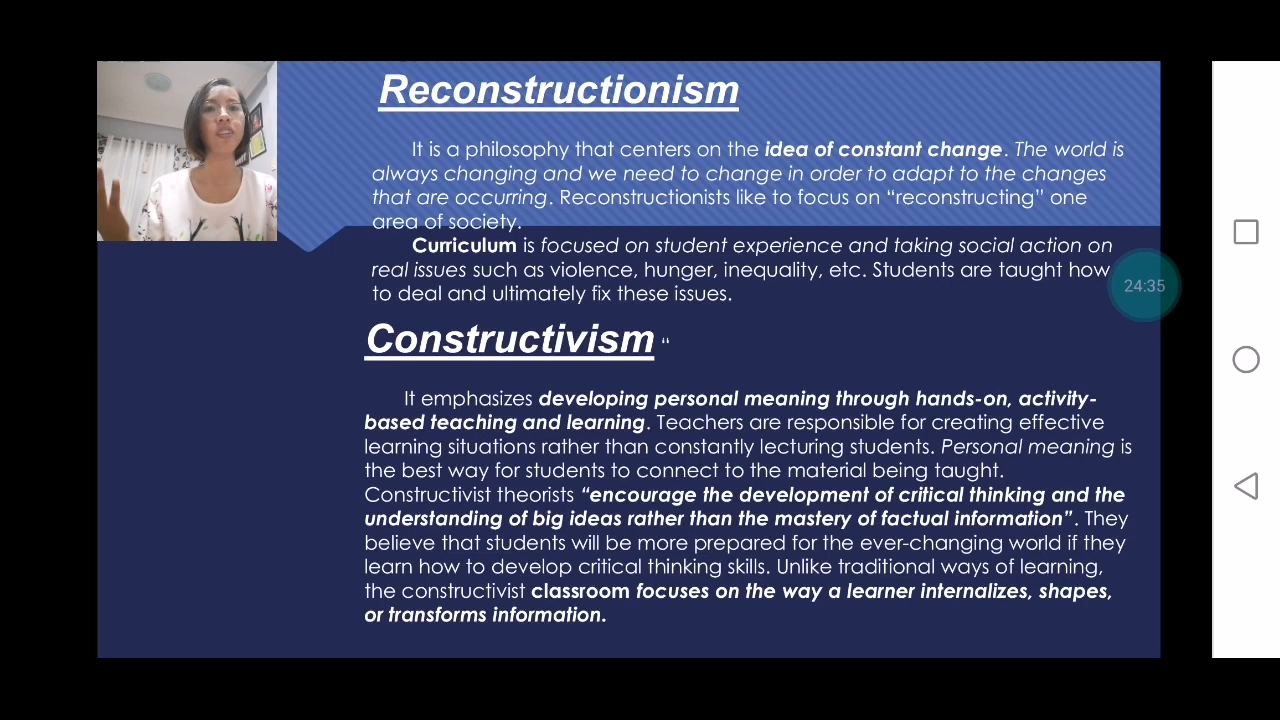 Reconstructionism
It is a philosophy that centers on the idea of constant change. The world is
always changing and we need to change in order to adapt to the changes
that are occurring. Reconstructionists like to focus on “reconstructing” one
area of society.
Curriculum is focused on student experience and taking social action on
real issues such as violence, hunger, inequality, etc. Students are taught how
to deal and ultimately fix these issues.
24:35
Constructivism “
It emphasizes developing personal meaning through hands-on, activity-
based teaching and learning. Teachers are responsible for creating effective
learning situations rather than constantly lecturing students. Personal meaning is
the best way for students to connect to the material being taught.
Constructivist theorists “encourage the development of critical thinking and the
understanding of big ideas rather than the mastery of factual information”. They
believe that students will be more prepared for the ever-changing world if they
learn how to develop critical thinking skills. Unlike traditional ways of learning,
the constructivist classroom focuses on the way a learner internalizes, shapes,
or transforms information.